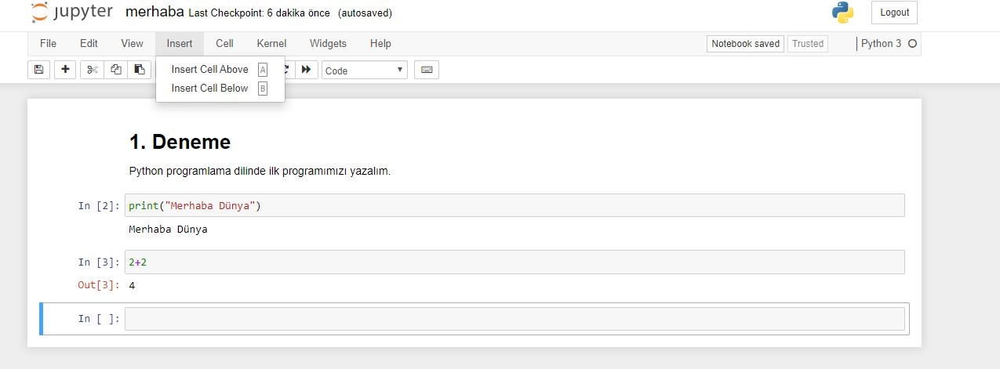 jupyter merhaba Last Checkpoint: 6 dakika önce (autosaved) Logout
File Edit View Insert Cell Kernel Widgets Help Notebook saved Trusted Python 3
Code
Insert Cell Above A
Insert Cell Below B
1. Deneme
Python programlama dilinde ilk programımızı yazalım.
In [2]: print("Merhaba Dünya")
Merhaba Dünya
In [3]: 2+2
Out[3]: 4
In [ ]: